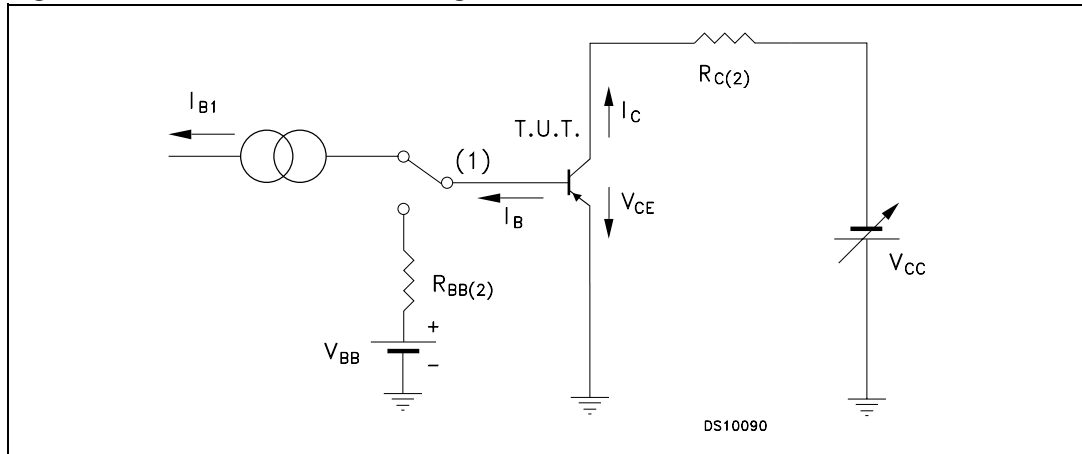 R_C(2)
I_B1
I_C
T.U.T.
(1)
V_CE
I_B
V_CC
R_BB(2)
+
V_BB
–
DS10090